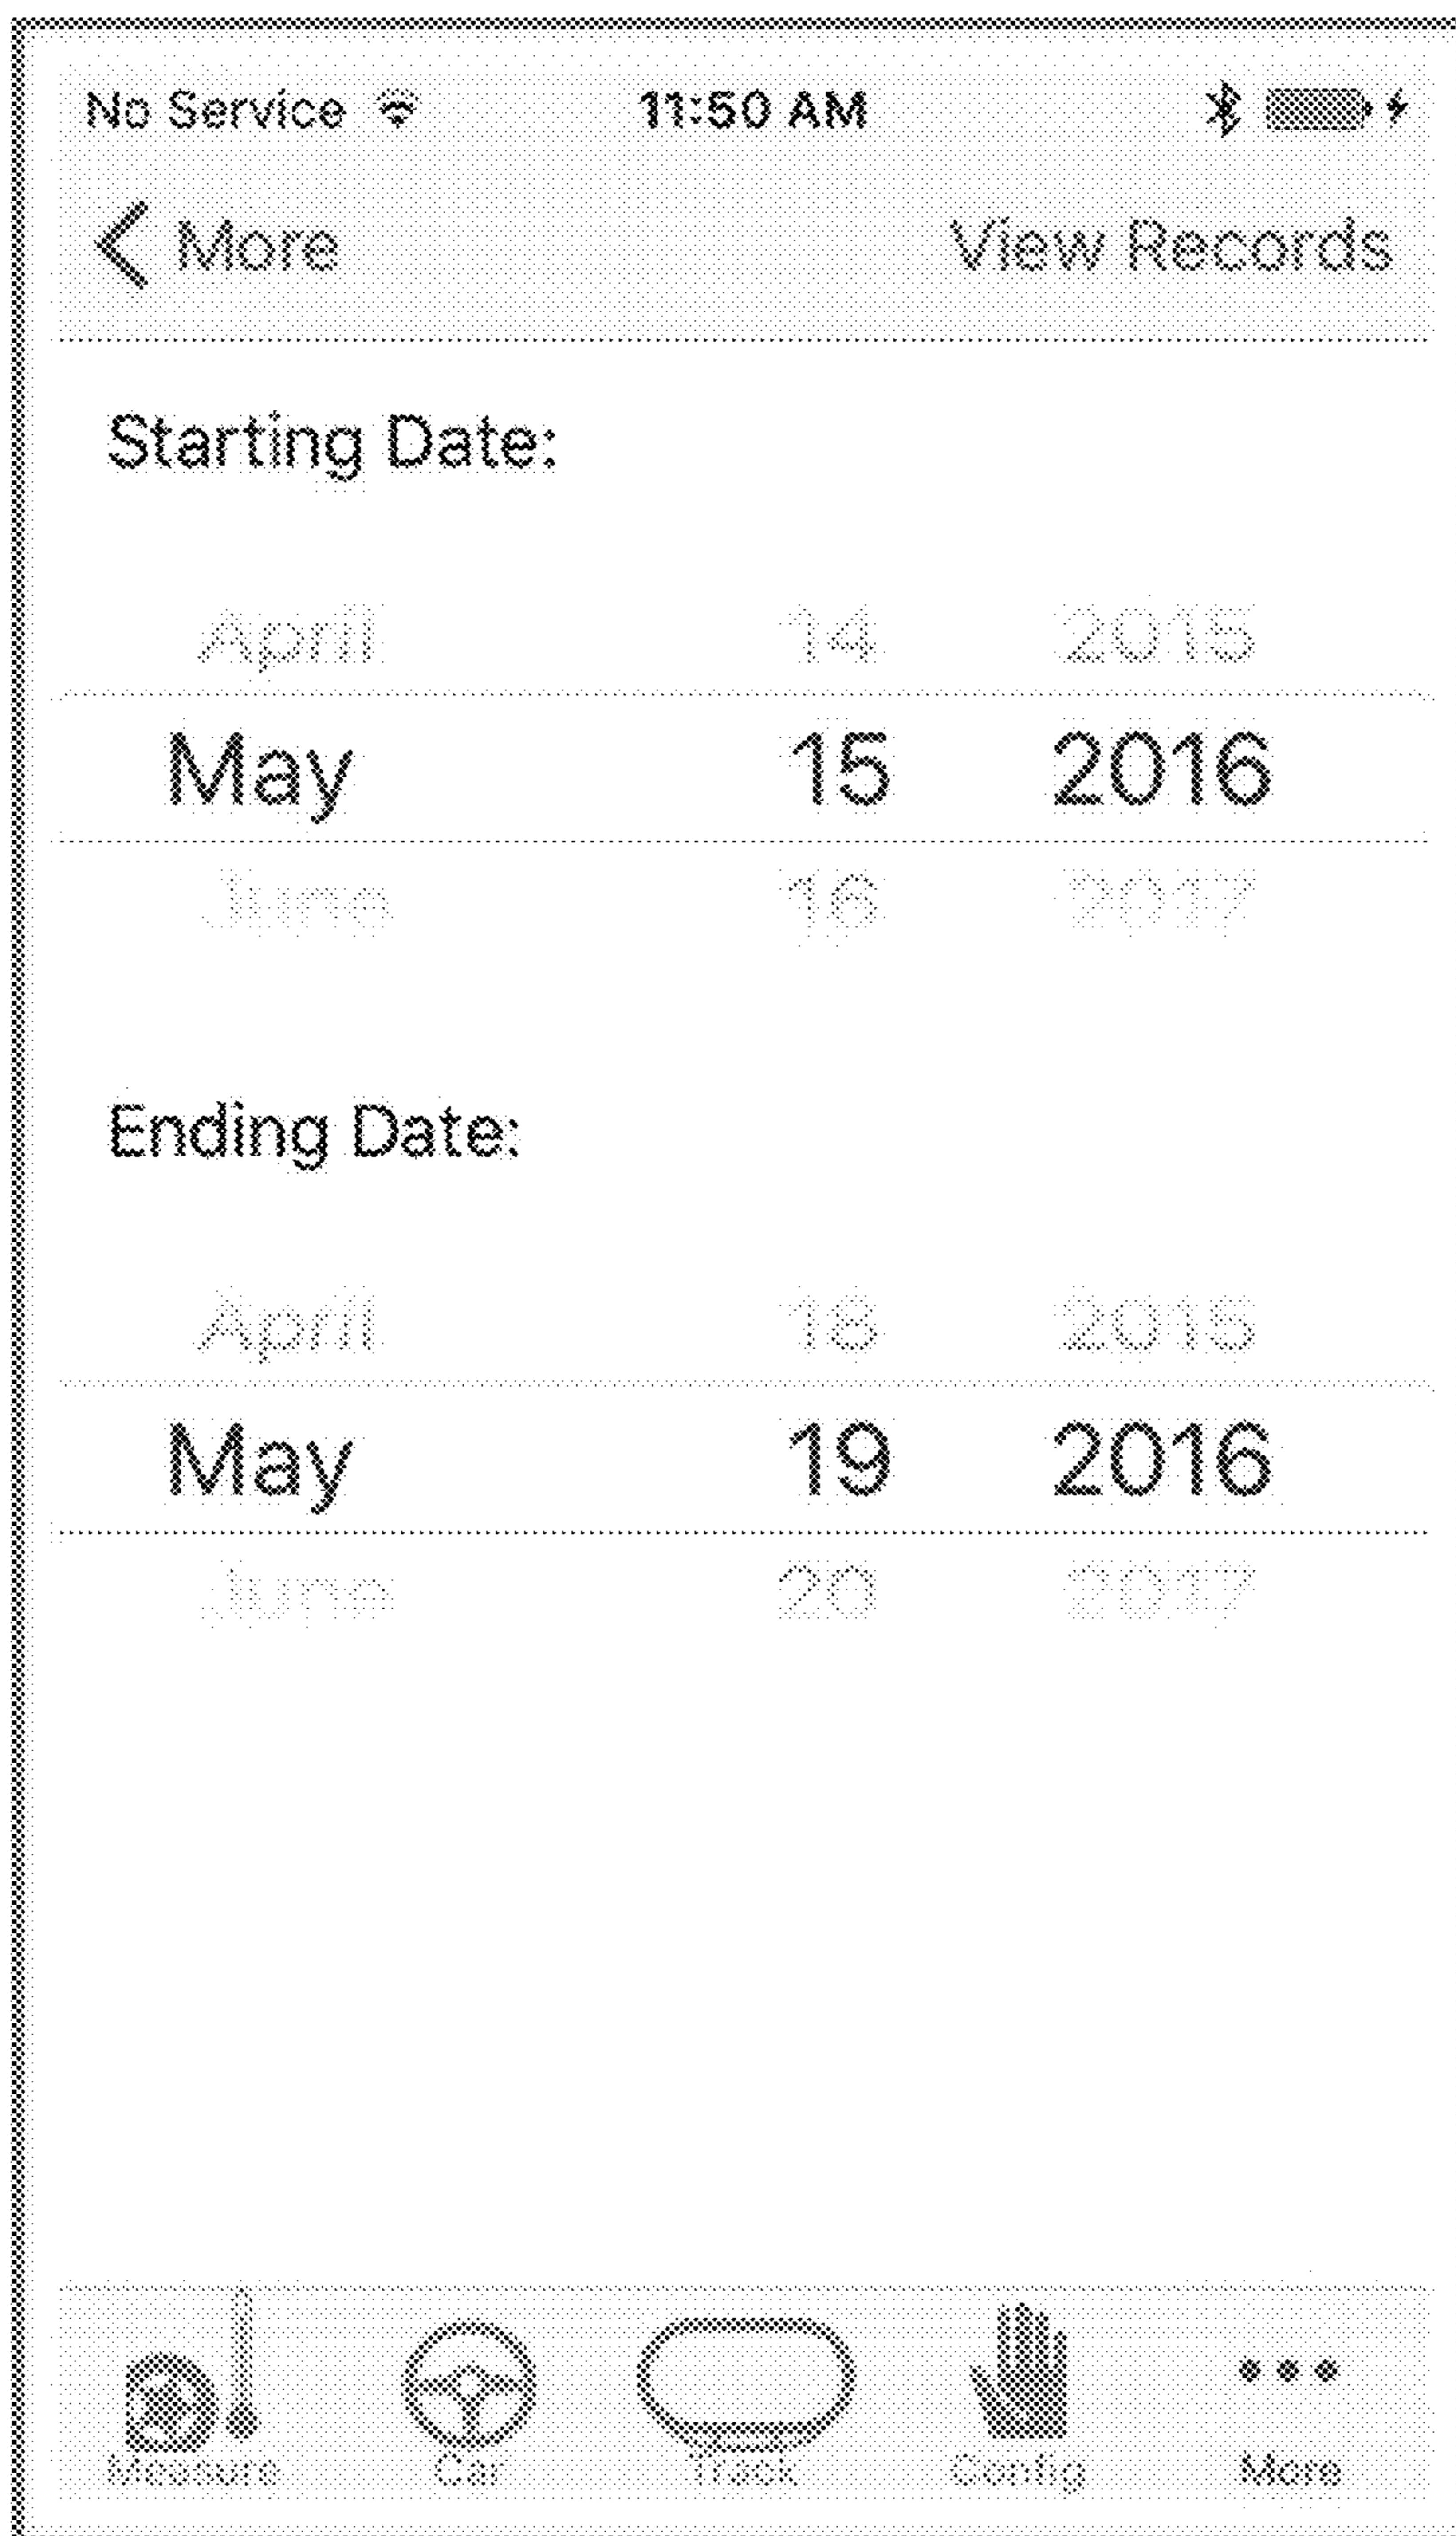 No Service 11:50 AM
More View Records
Starting Date:
April 14 2015
May 15 2016
June 16 2017
Ending Date:
April 18 2015
May 19 2016
June 20 2017
Measure Car Track Config More